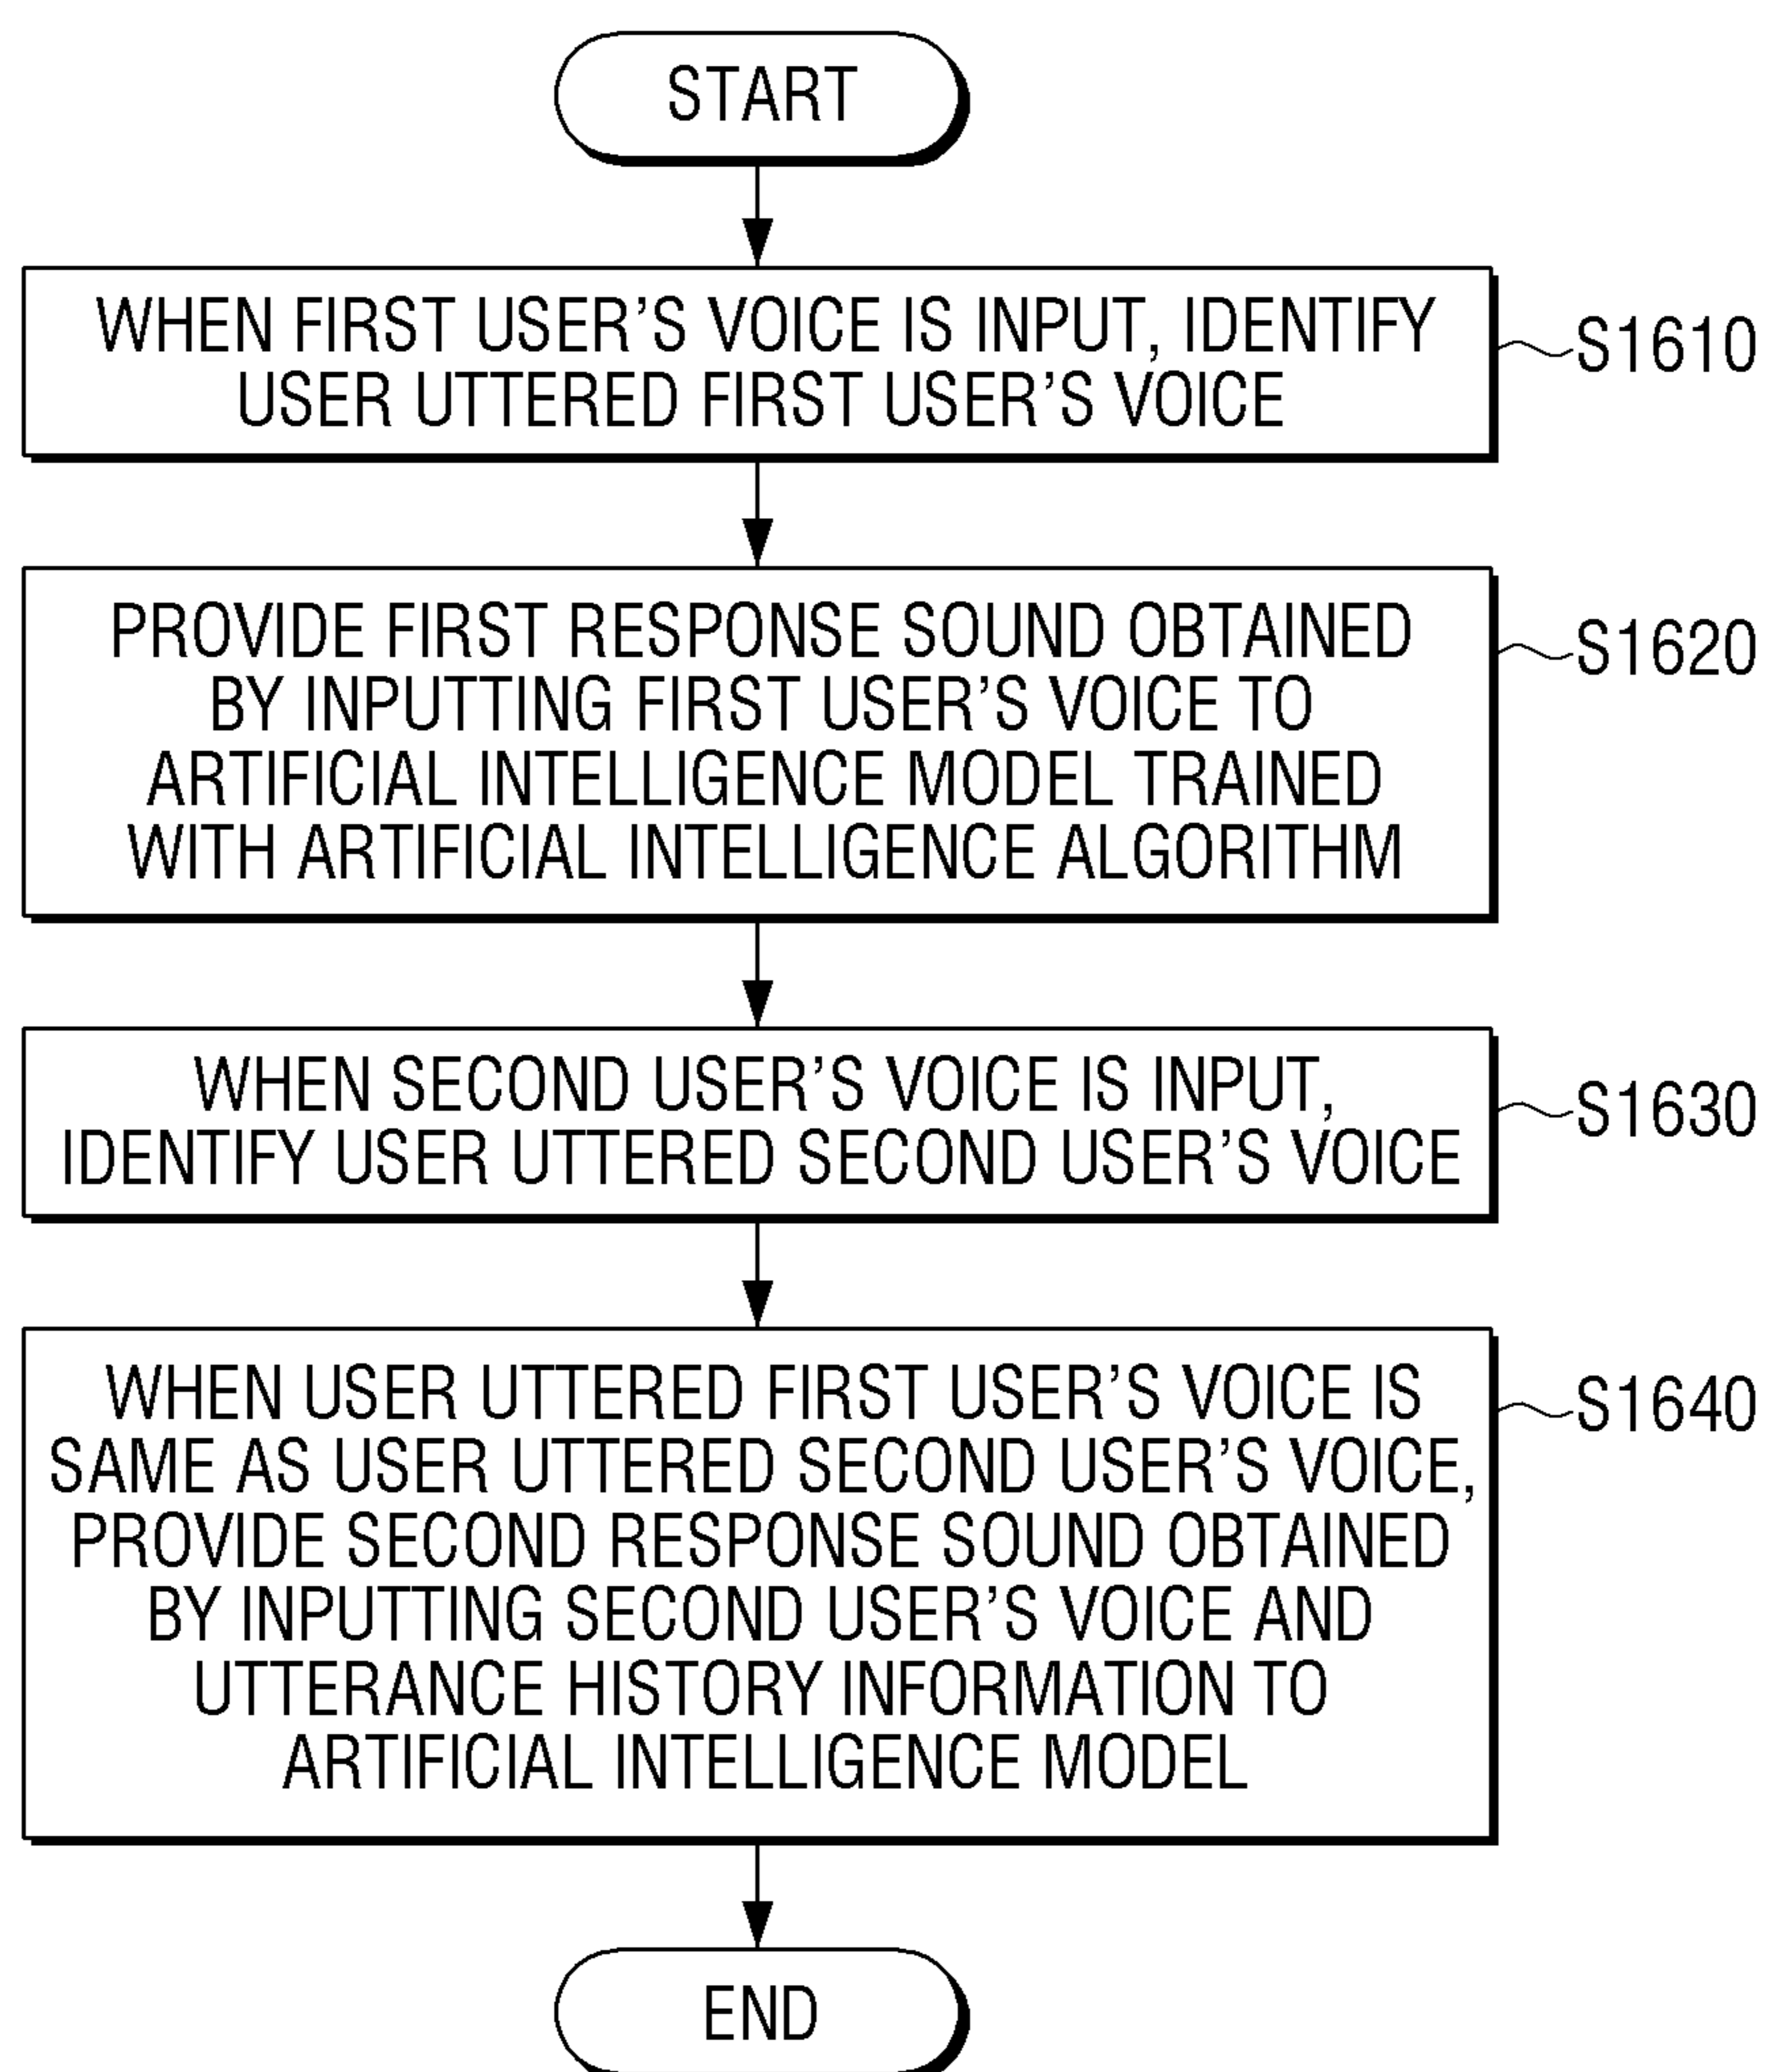 START
WHEN FIRST USER’S VOICE IS INPUT, IDENTIFY
USER UTTERED FIRST USER’S VOICE
S1610
PROVIDE FIRST RESPONSE SOUND OBTAINED
BY INPUTTING FIRST USER’S VOICE TO
ARTIFICIAL INTELLIGENCE MODEL TRAINED
WITH ARTIFICIAL INTELLIGENCE ALGORITHM
S1620
WHEN SECOND USER’S VOICE IS INPUT,
IDENTIFY USER UTTERED SECOND USER’S VOICE
S1630
WHEN USER UTTERED FIRST USER’S VOICE IS
SAME AS USER UTTERED SECOND USER’S VOICE,
PROVIDE SECOND RESPONSE SOUND OBTAINED
BY INPUTTING SECOND USER’S VOICE AND
UTTERANCE HISTORY INFORMATION TO
ARTIFICIAL INTELLIGENCE MODEL
S1640
END